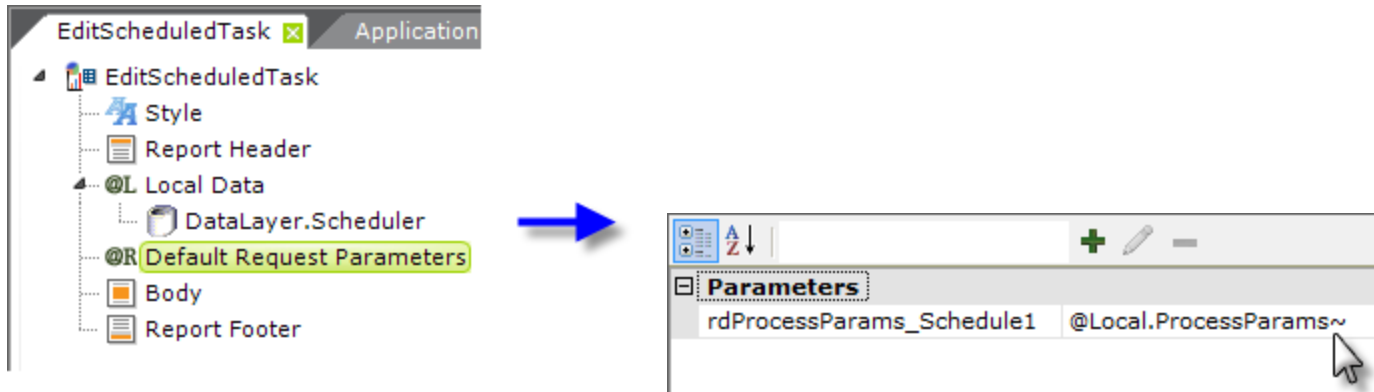 EditScheduledTask
Application
EditScheduledTask
Style
Report Header
@L Local Data
DataLayer.Scheduler
@R Default Request Parameters
Body
Report Footer
A Z
Parameters
rdProcessParams_Schedule1 @Local.ProcessParams~